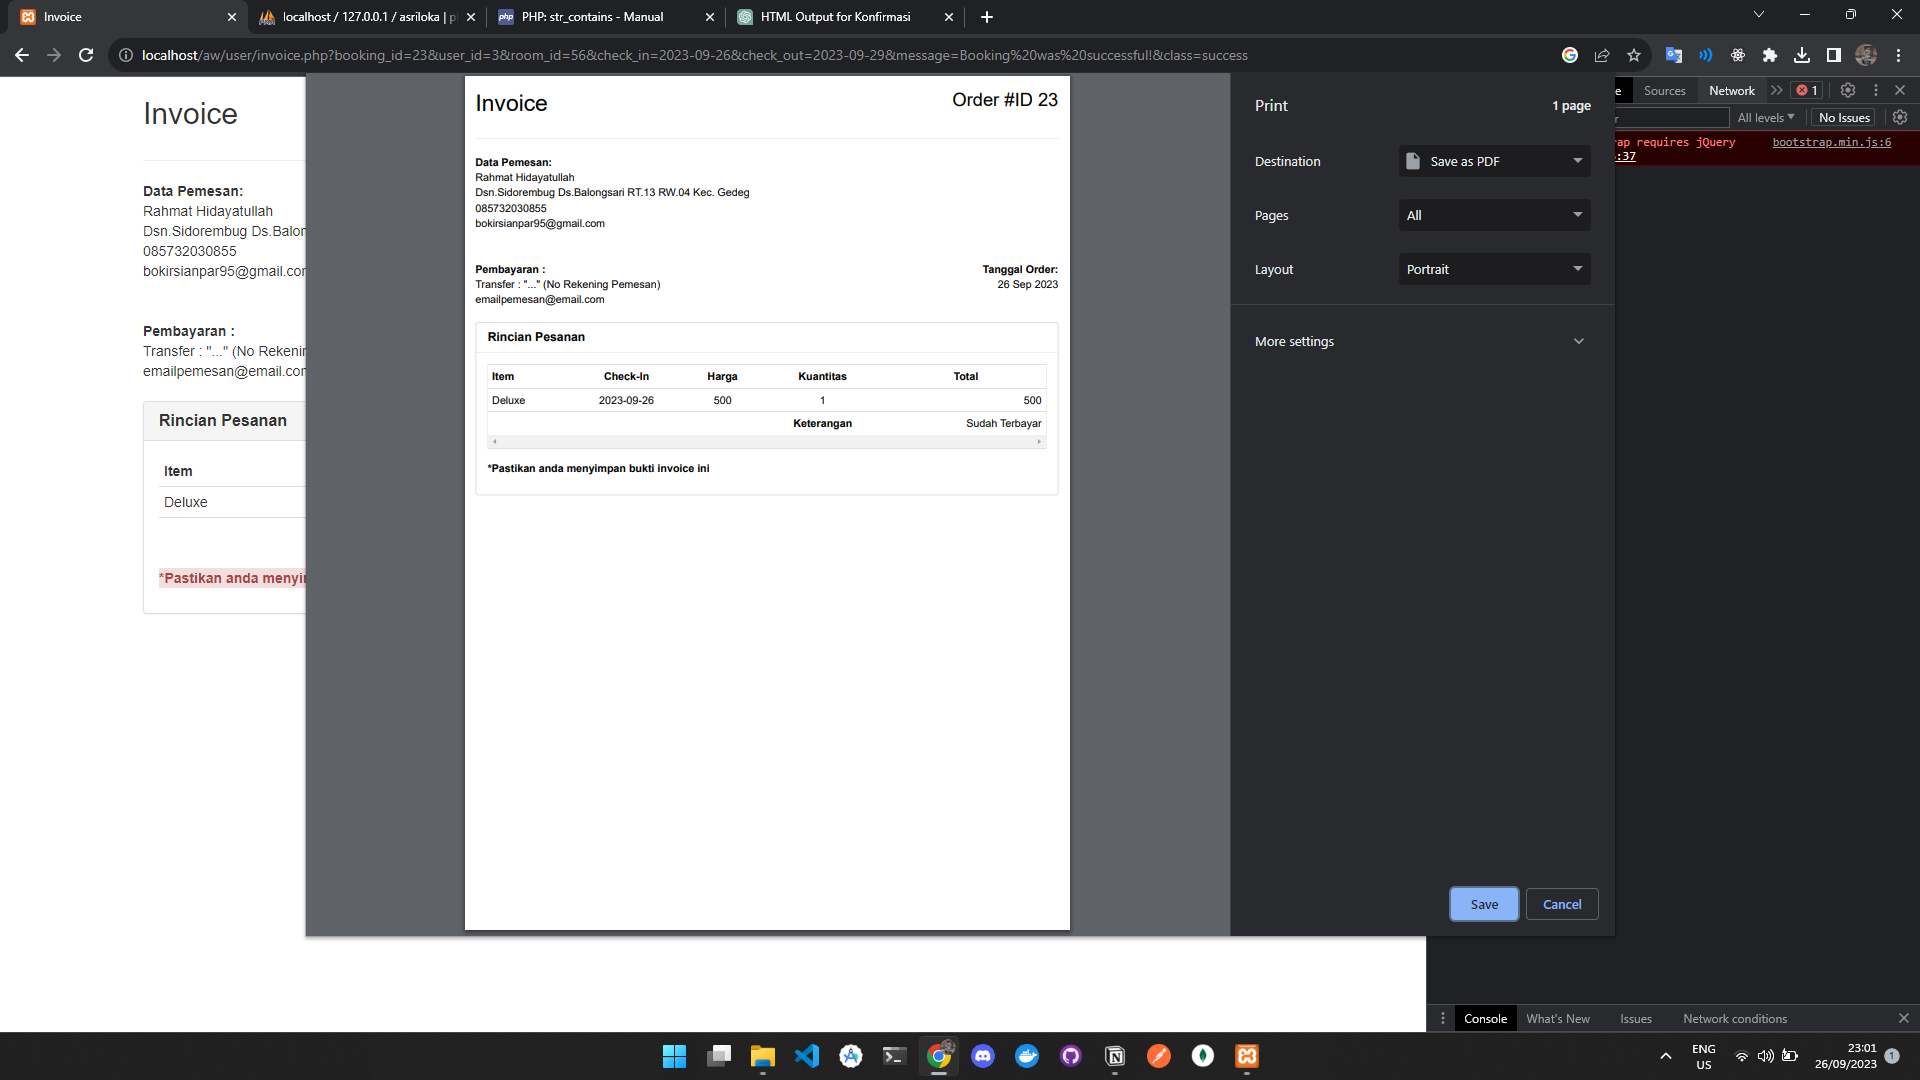 Invoice
localhost / 127.0.0.1 / asriloka | p
PHP: str_contains - Manual
HTML Output for Konfirmasi
localhost/aw/user/invoice.php?booking_id=23&user_id=3&room_id=56&check_in=2023-09-26&check_out=2023-09-29&message=Booking%20was%20successful!&class=success
Invoice
Data Pemesan:
Rahmat Hidayatullah
Dsn.Sidorembug Ds.Balon
085732030855
bokirsianpar95@gmail.co
Pembayaran :
Transfer : "..." (No Rekenin
emailpemesan@email.co
Rincian Pesanan
Item
Deluxe
*Pastikan anda menyi
Invoice
Order #ID 23
Data Pemesan:
Rahmat Hidayatullah
Dsn.Sidorembug Ds.Balongsari RT.13 RW.04 Kec. Gedeg
085732030855
bokirsianpar95@gmail.com
Pembayaran :
Tanggal Order:
Transfer : "..." (No Rekening Pemesan)
26 Sep 2023
emailpemesan@email.com
Rincian Pesanan
Item Check-In Harga Kuantitas Total
Deluxe 2023-09-26 500 1 500
Keterangan Sudah Terbayar
*Pastikan anda menyimpan bukti invoice ini
Print
1 page
Destination
Save as PDF
Pages
All
Layout
Portrait
More settings
Save
Cancel
e
Sources
Network
1
r
All levels
No Issues
ap requires jQuery
bootstrap.min.js:6
:37
Console
What's New
Issues
Network conditions
ENG
US
23:01
26/09/2023
1